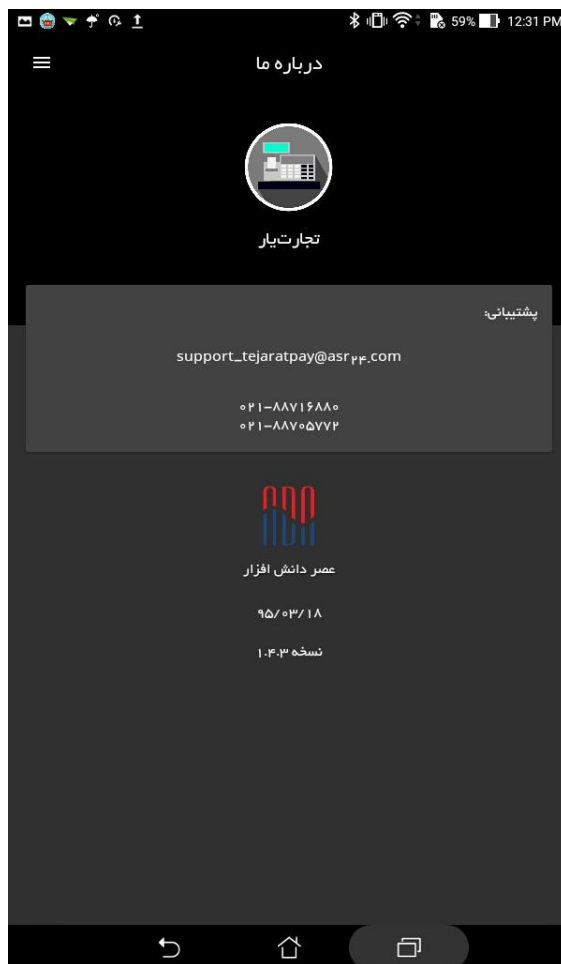 59% 12:31 PM
درباره ما
تجارت‌یار
پشتیبانی:
support_tejaratpay@asr۲۴.com
۰۲۱-۸۸۷۱۶۸۸۰
۰۲۱-۸۸۷۰۵۷۷۲
عصر دانش افزار
۹۵/۰۳/۱۸
نسخه ۱.۴.۳